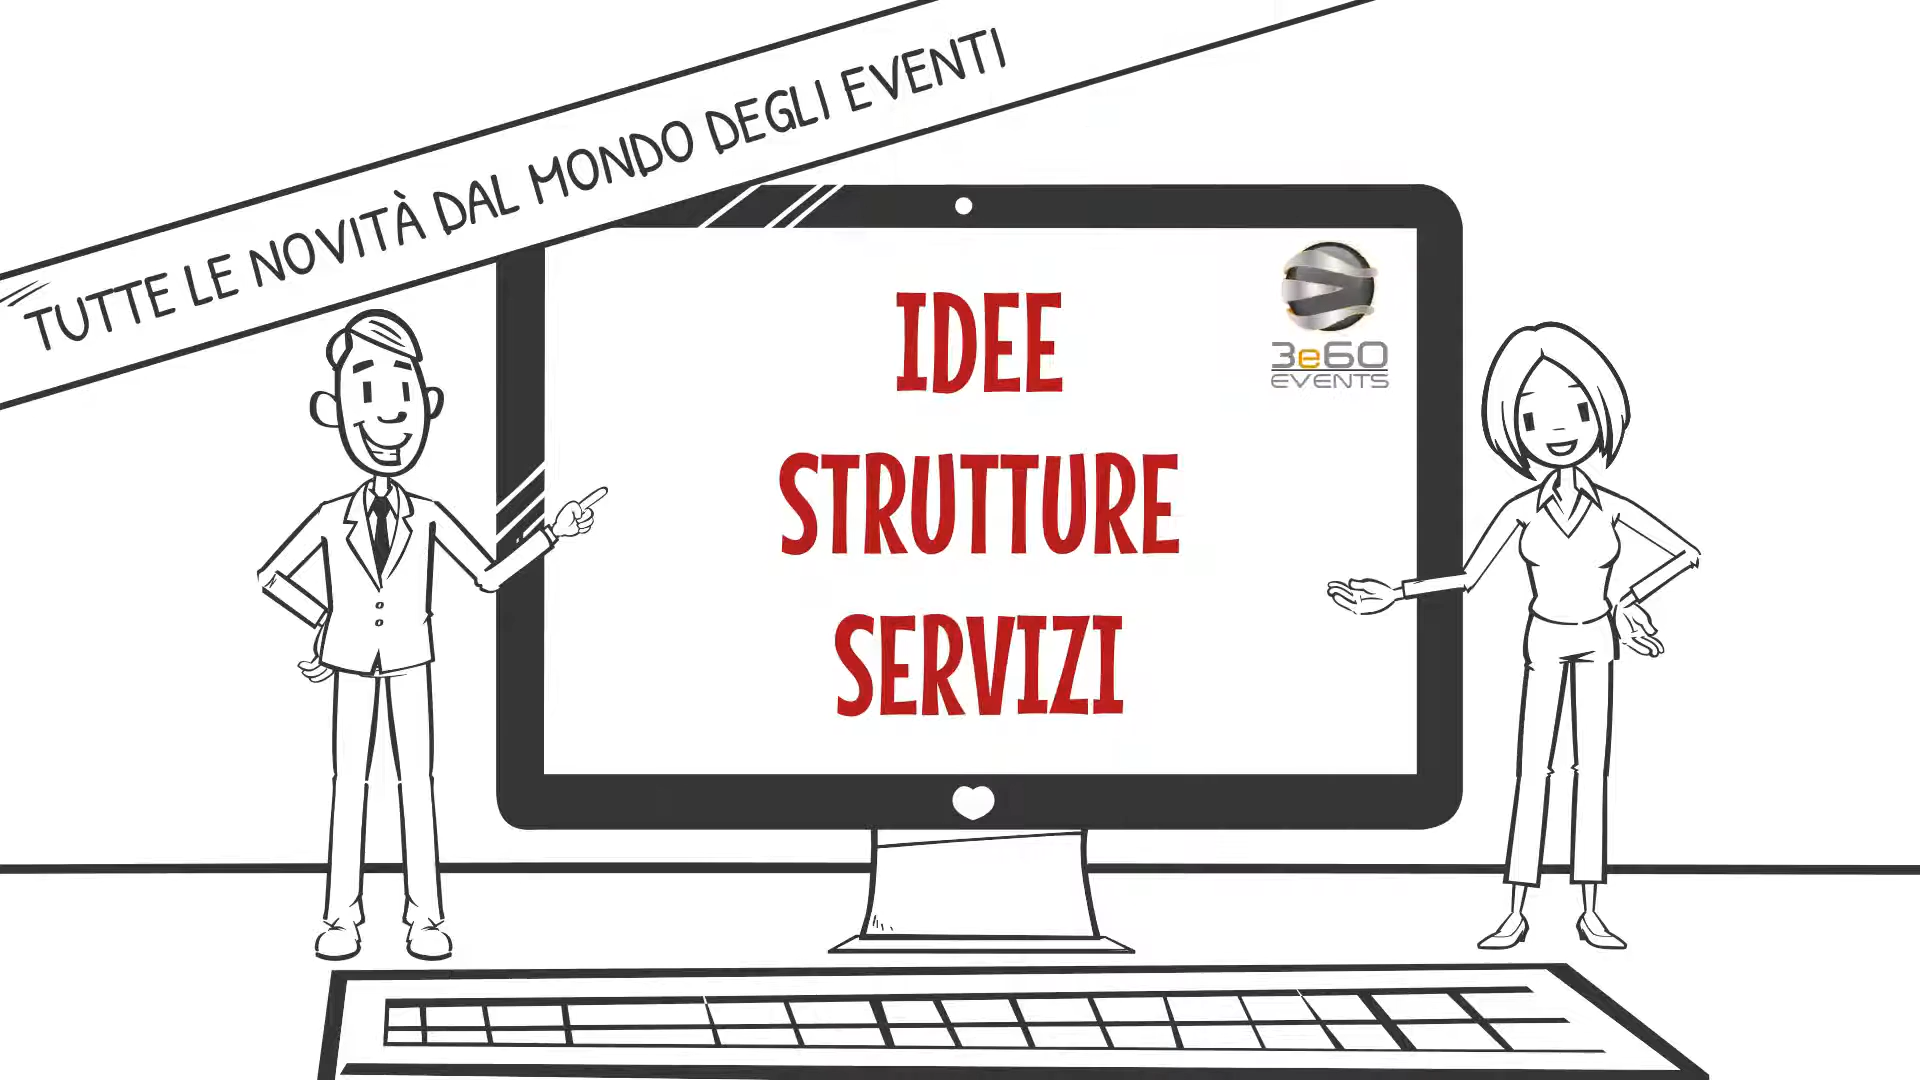 TUTTE LE NOVITÀ DAL MONDO DEGLI EVENTI
IDEE
STRUTTURE
SERVIZI
3e60
EVENTS